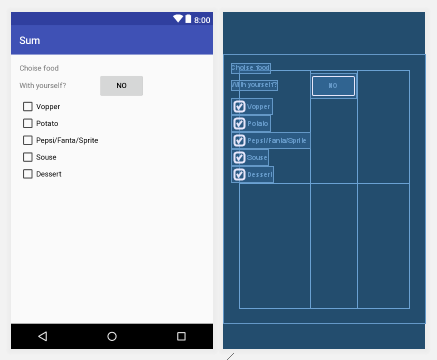 8:00
Sum
Choise food
With yourself?
NO
Vopper
Potato
Pepsi/Fanta/Sprite
Souse
Dessert
Choise food
With yourself?
NO
Vopper
Potato
Pepsi/Fanta/Sprite
Souse
Dessert